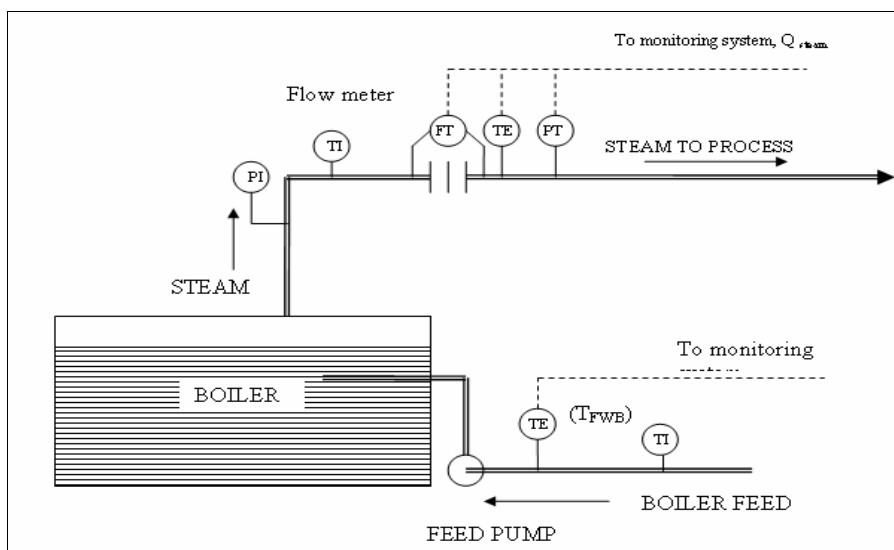 To monitoring system, Q steam
Flow meter
FT
TE
PT
TI
STEAM TO PROCESS
PI
STEAM
To monitoring
BOILER
TE
(TFWB)
TI
BOILER FEED
FEED PUMP